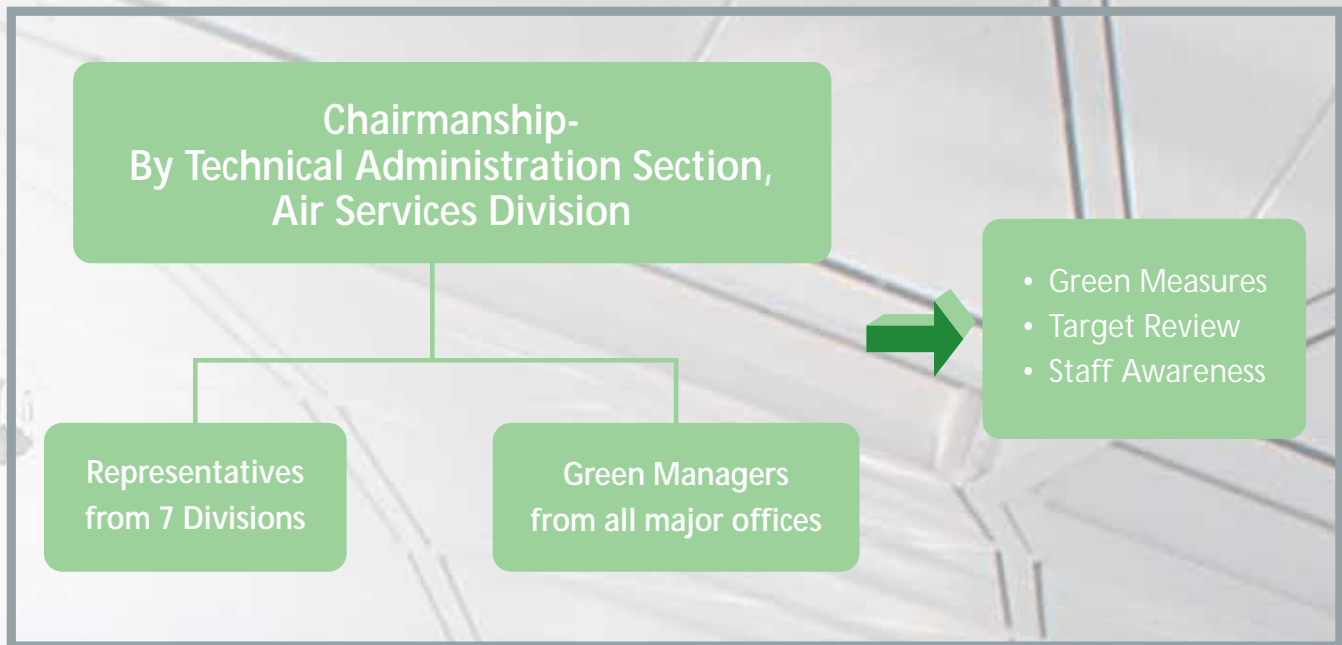 Chairmanship-
By Technical Administration Section,
Air Services Division
Representatives
from 7 Divisions
Green Managers
from all major offices
• Green Measures
• Target Review
• Staff Awareness